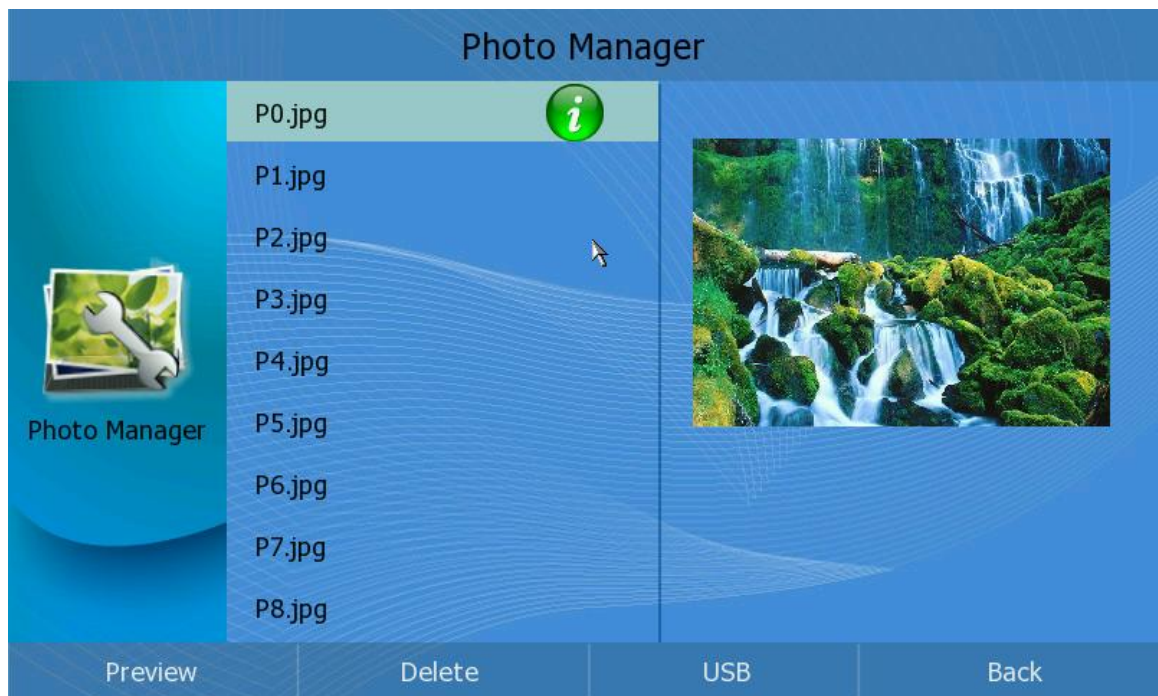 Photo Manager
P0.jpg
P1.jpg
P2.jpg
P3.jpg
P4.jpg
P5.jpg
P6.jpg
P7.jpg
P8.jpg
Photo Manager
Preview
Delete
USB
Back